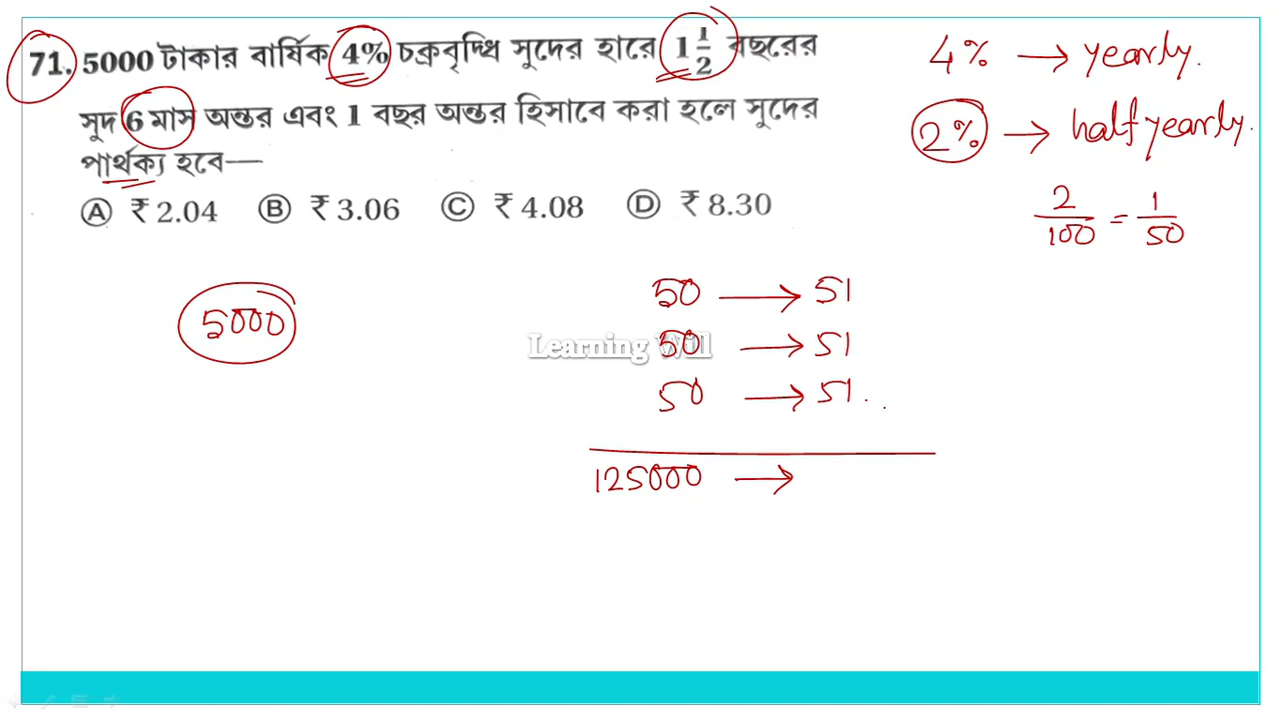 71. 5000 টাকার বার্ষিক 4% চক্রবৃদ্ধি সুদের হারে 1 1/2 বছরের
সুদ 6 মাস অন্তর এবং 1 বছর অন্তর হিসাবে করা হলে সুদের
পার্থক্য হবে—
Ⓐ ₹ 2.04 Ⓑ ₹ 3.06 Ⓒ ₹ 4.08 Ⓓ ₹ 8.30
4% → yearly.
2% → half yearly.
2/100 = 1/50
5000
50 → 51
50 → 51
50 → 51.
125000 →
Learning Will